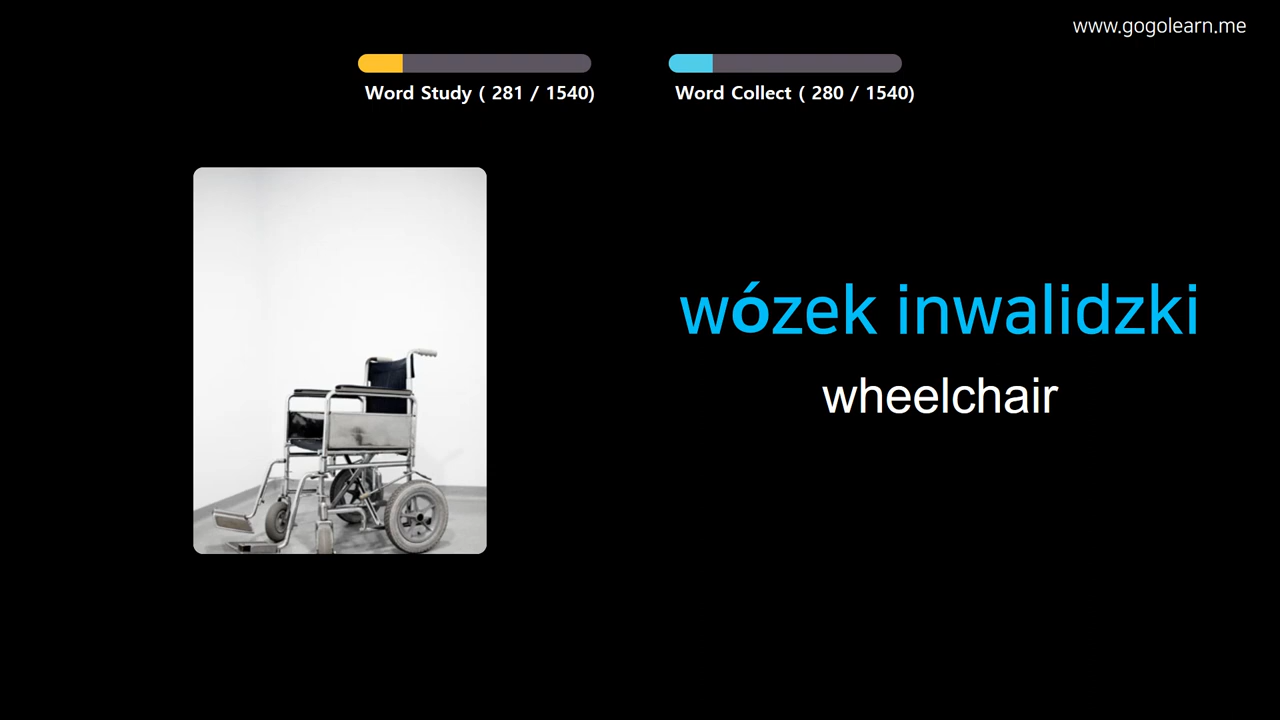 www.gogolearn.me
Word Study ( 281 / 1540)
Word Collect ( 280 / 1540)
wózek inwalidzki
wheelchair